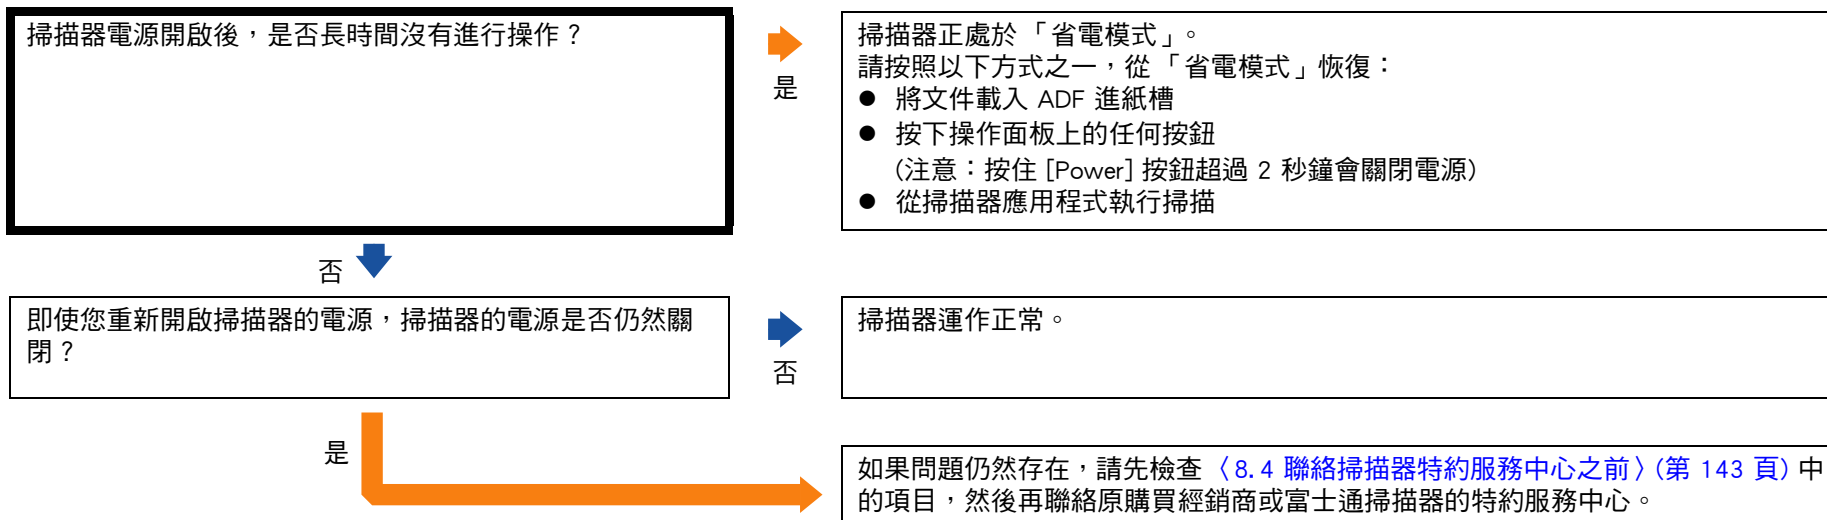 掃描器電源開啟後，是否長時間沒有進行操作？
是
掃描器正處於「省電模式」。
請按照以下方式之一，從「省電模式」恢復：
● 將文件載入 ADF 進紙槽
● 按下操作面板上的任何按鈕
(注意：按住 [Power] 按鈕超過 2 秒鐘會關閉電源)
● 從掃描器應用程式執行掃描
否
即使您重新開啟掃描器的電源，掃描器的電源是否仍然關
閉？
否
掃描器運作正常。
是
如果問題仍然存在，請先檢查〈8.4 聯絡掃描器特約服務中心之前〉(第 143 頁) 中
的項目，然後再聯絡原購買經銷商或富士通掃描器的特約服務中心。